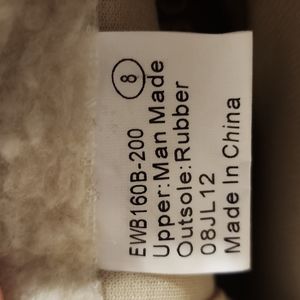 8
EWB160B-200
Upper:Man Made
Outsole:Rubber
08JL12
Made In China